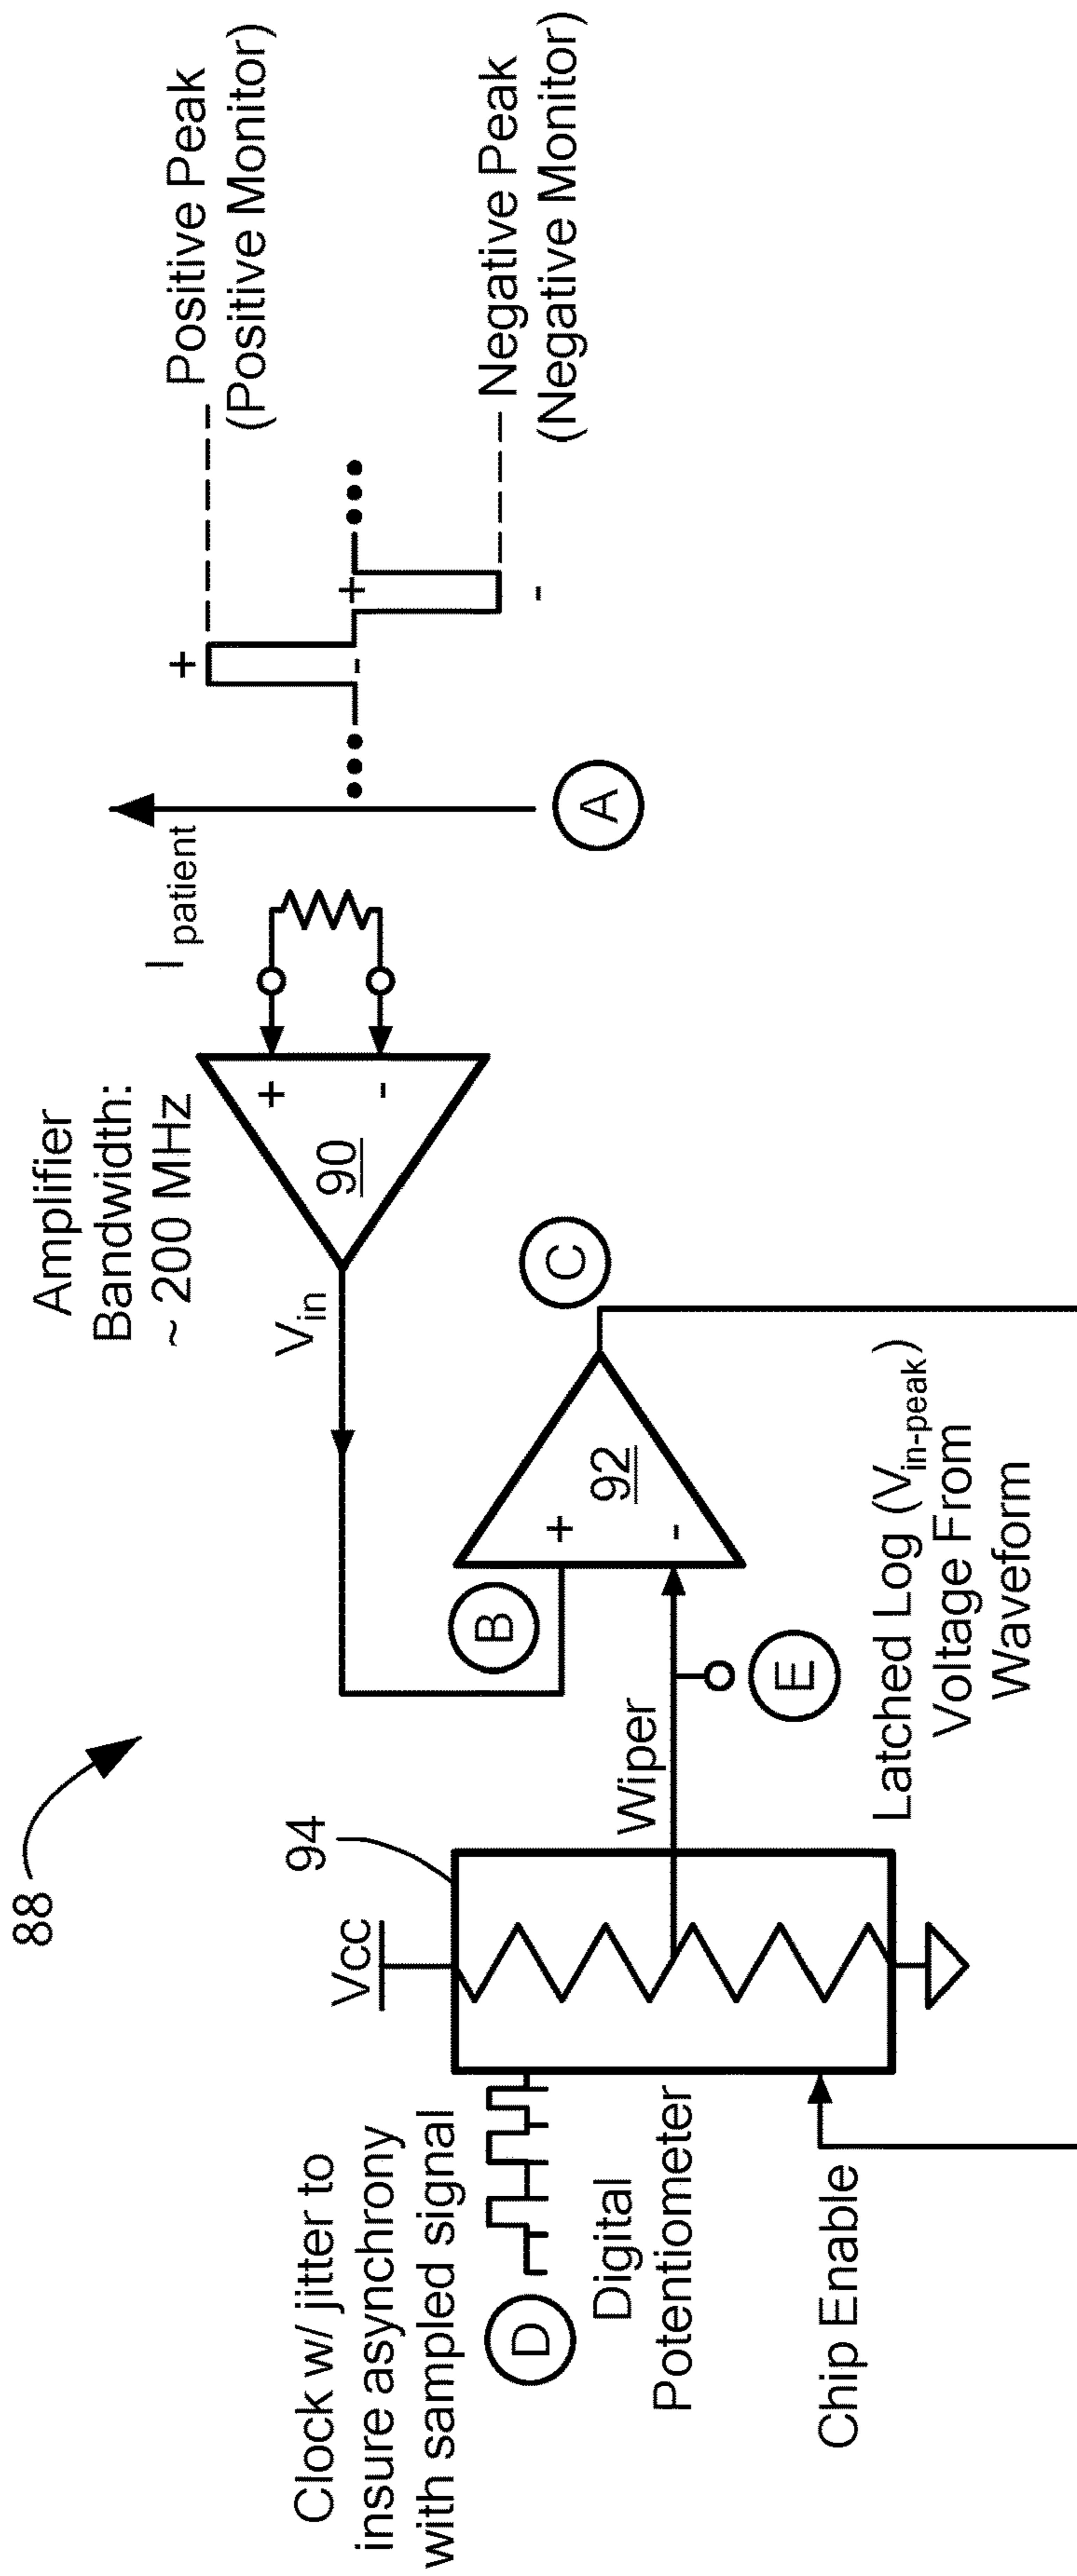 88
Amplifier
Bandwidth:
~ 200 MHz
I patient
Positive Peak
(Positive Monitor)
+
-
+
-
Negative Peak
(Negative Monitor)
A
+
-
90
Vin
B
C
+
-
92
Clock w/ jitter to
insure asynchrony
with sampled signal
D
Vcc
94
Wiper
E
Digital
Potentiometer
Chip Enable
Latched Log (Vin-peak)
Voltage From
Waveform